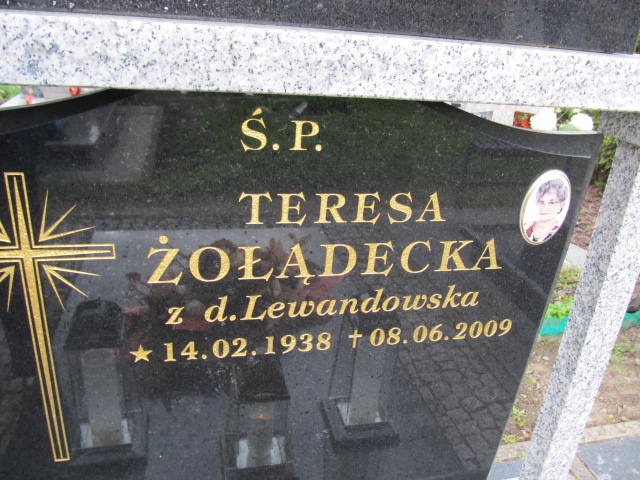 Ś.P.
TERESA
ŻOŁĄDECKA
z d.Lewandowska
★ 14.02.1938 ✝ 08.06.2009